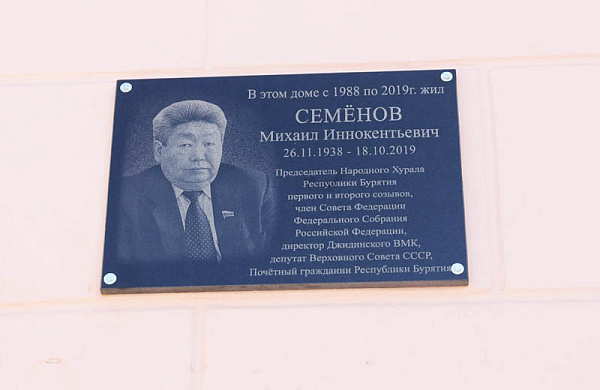 В этом доме с 1988 по 2019г. жил
СЕМЁНОВ
Михаил Иннокентьевич
26.11.1938 - 18.10.2019
Председатель Народного Хурала
Республики Бурятия
первого и второго созывов,
член Совета Федерации
Федерального Собрания
Российской Федерации,
директор Джидинского ВМК,
депутат Верховного Совета СССР,
Почётный гражданин Республики Бурятия